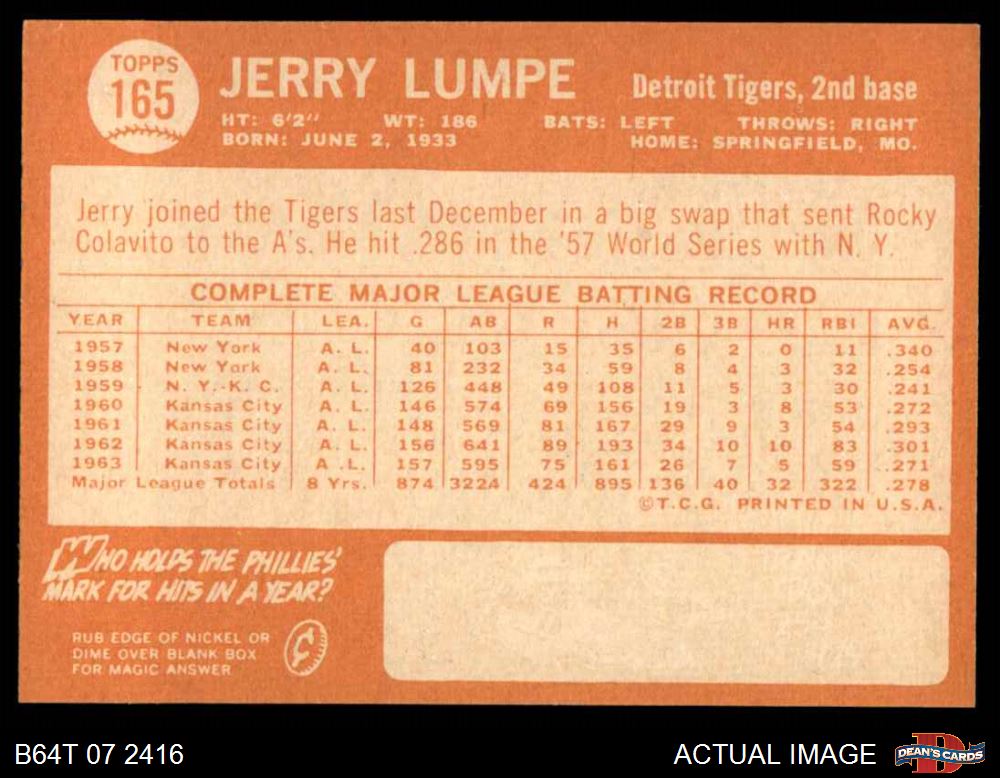 TOPPS
165
JERRY LUMPE
Detroit Tigers, 2nd base
HT: 6'2" WT: 186 BATS: LEFT THROWS: RIGHT
BORN: JUNE 2, 1933 HOME: SPRINGFIELD, MO.
Jerry joined the Tigers last December in a big swap that sent Rocky
Colavito to the A's. He hit .286 in the '57 World Series with N. Y.
COMPLETE MAJOR LEAGUE BATTING RECORD
YEAR TEAM LEA. G AB R H 2B 3B HR RBI AVG.
1957 New York A. L. 40 103 15 35 6 2 0 11 .340
1958 New York A. L. 81 232 34 59 8 4 3 32 .254
1959 N. Y.-K. C. A. L. 126 448 49 108 11 5 3 30 .241
1960 Kansas City A. L. 146 574 69 156 19 3 8 53 .272
1961 Kansas City A. L. 148 569 81 167 29 9 3 54 .293
1962 Kansas City A. L. 156 641 89 193 34 10 10 83 .301
1963 Kansas City A .L. 157 595 75 161 26 7 5 59 .271
Major League Totals 8 Yrs. 874 3224 424 895 136 40 32 322 .278
©T.C.G. PRINTED IN U.S.A.
WHO HOLDS THE PHILLIES'
MARK FOR HITS IN A YEAR?
RUB EDGE OF NICKEL OR
DIME OVER BLANK BOX
FOR MAGIC ANSWER
¢
B64T 07 2416
ACTUAL IMAGE
D
DEAN'S CARDS